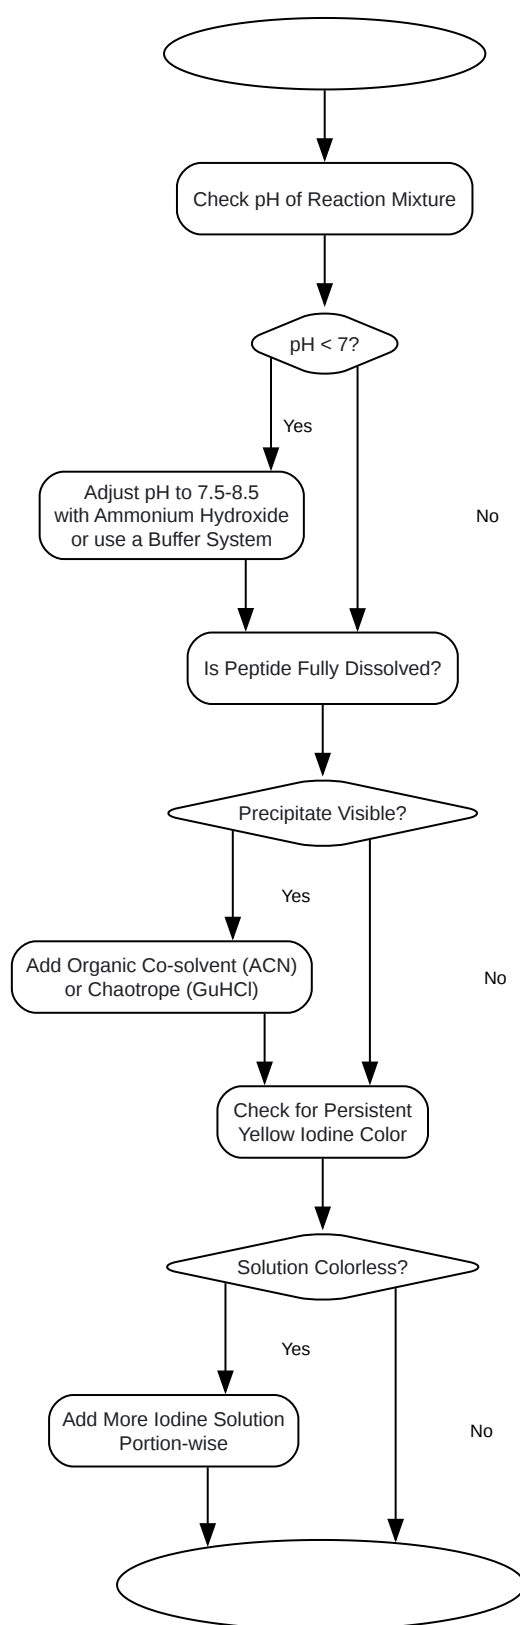 Check pH of Reaction Mixture
pH < 7?
Yes
Adjust pH to 7.5-8.5
with Ammonium Hydroxide
or use a Buffer System
No
Is Peptide Fully Dissolved?
Precipitate Visible?
Yes
Add Organic Co-solvent (ACN)
or Chaotrope (GuHCl)
No
Check for Persistent
Yellow Iodine Color
Solution Colorless?
Yes
Add More Iodine Solution
Portion-wise
No